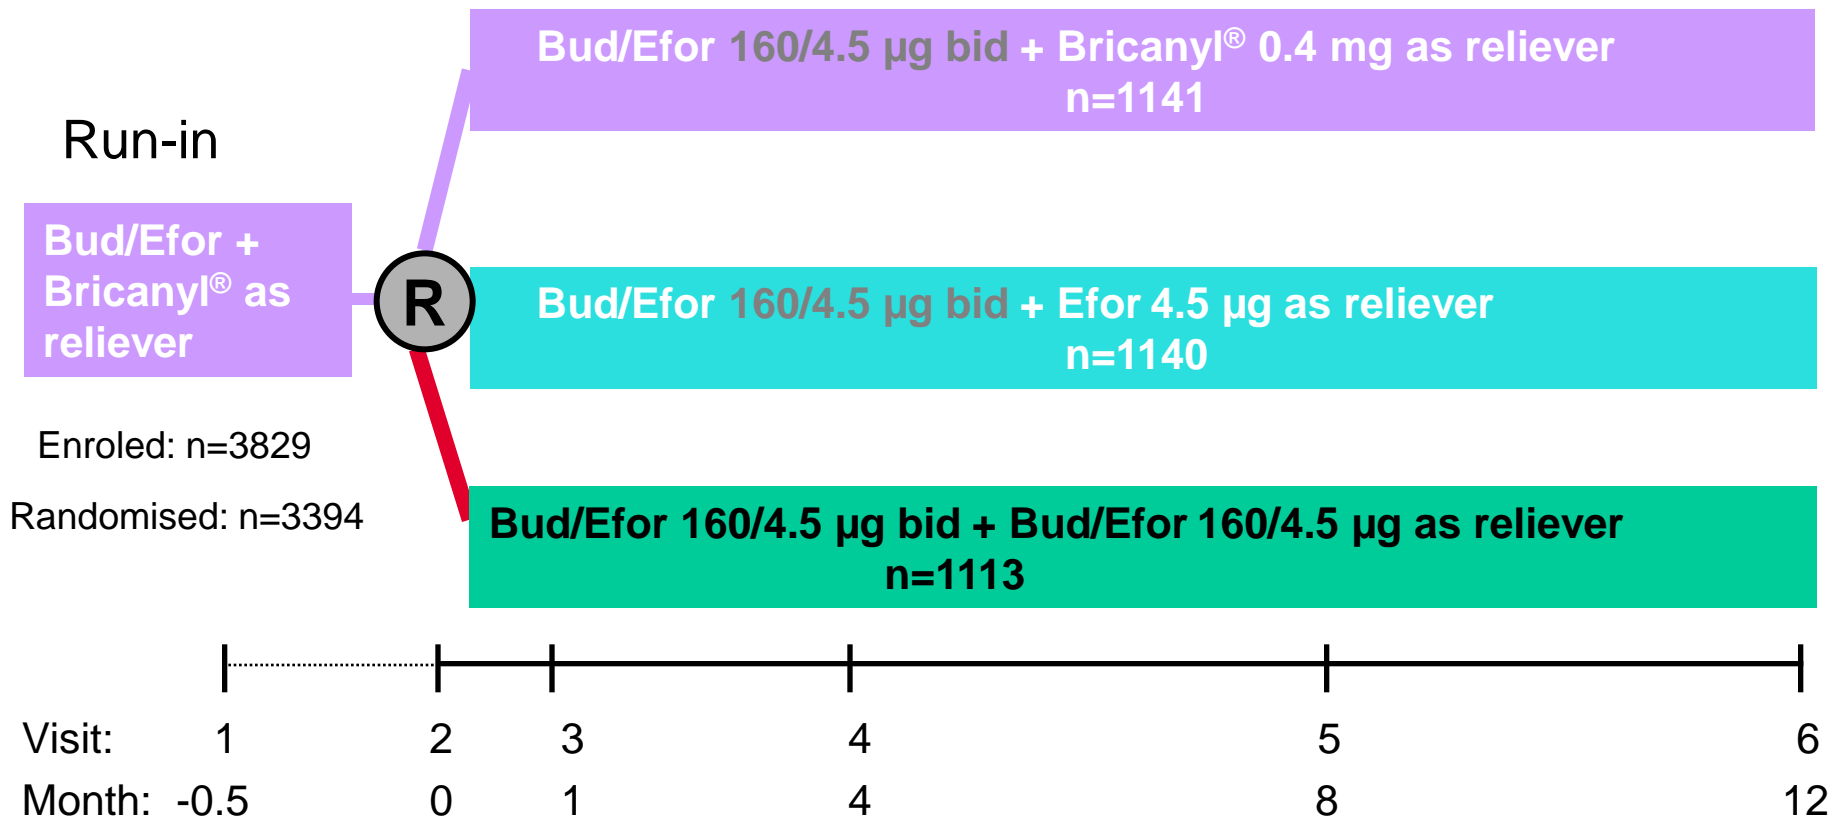 Bud/Efor 160/4.5 µg bid + Bricanyl® 0.4 mg as reliever
n=1141
Run-in
Bud/Efor +
Bricanyl® as
reliever
R
Bud/Efor 160/4.5 µg bid + Efor 4.5 µg as reliever
n=1140
Enroled: n=3829
Randomised: n=3394
Bud/Efor 160/4.5 µg bid + Bud/Efor 160/4.5 µg as reliever
n=1113
Visit: 1 2 3 4 5 6
Month: -0.5 0 1 4 8 12